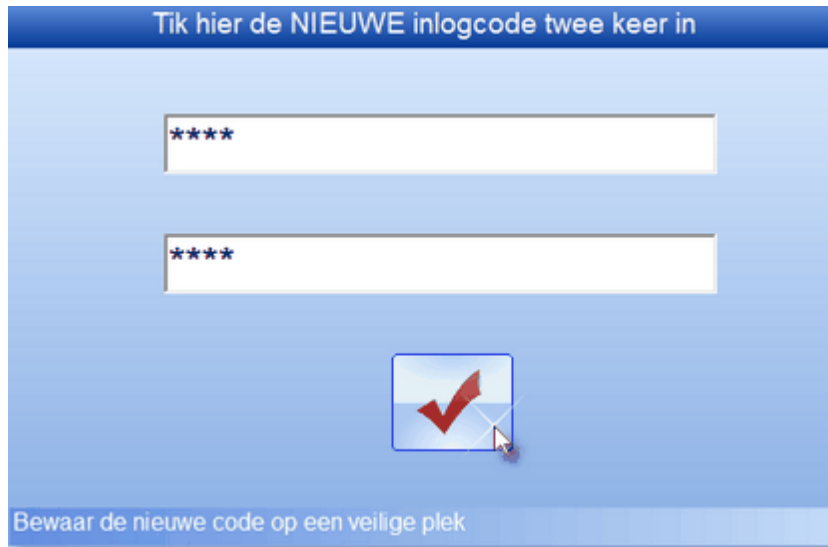 Tik hier de NIEUWE inlogcode twee keer in
****
****
Bewaar de nieuwe code op een veilige plek